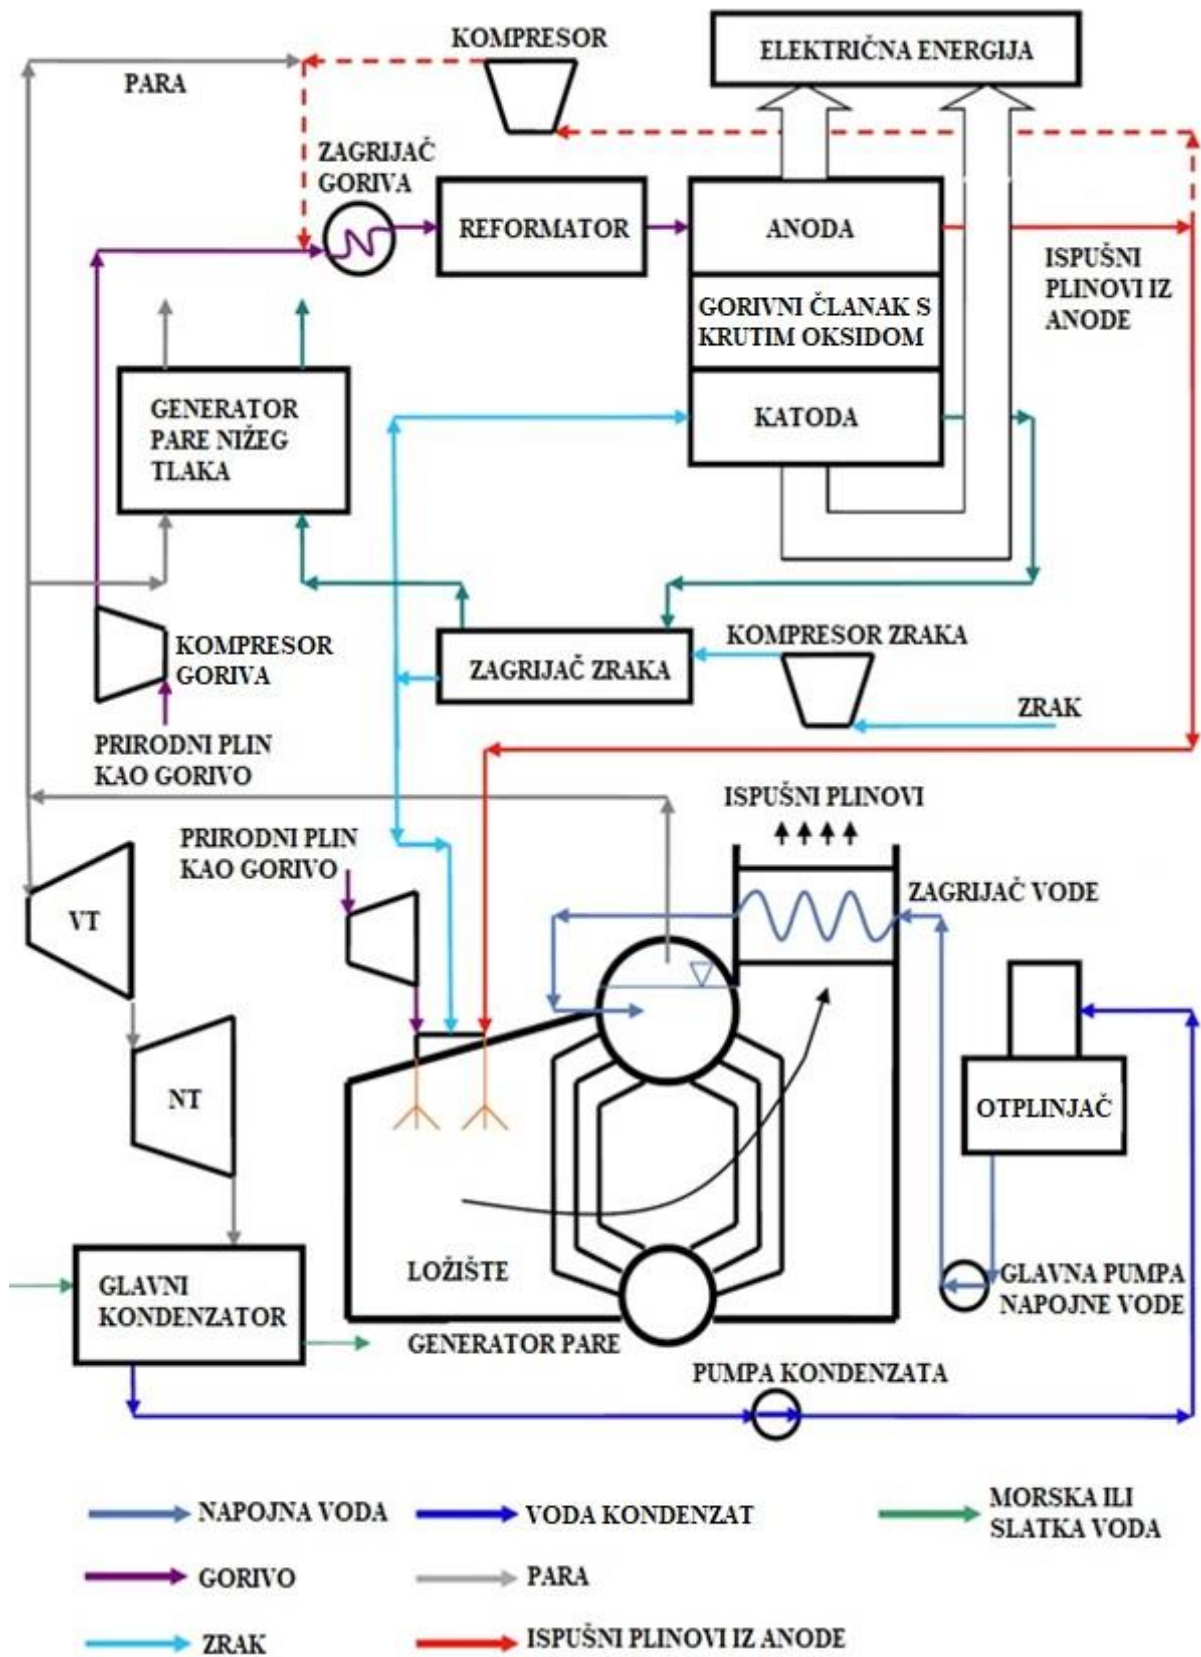 KOMPRESOR
ELEKTRIČNA ENERGIJA
PARA
ZAGRIJAČ
GORIVA
REFORMATOR
ANODA
ISPUŠNI
PLINOVI IZ
ANODE
GORIVNI ČLANAK S
KRUTIM OKSIDOM
GENERATOR
PARE NIŽEG
TLAKA
KATODA
KOMPRESOR
GORIVA
ZAGRIJAČ ZRAKA
KOMPRESOR ZRAKA
ZRAK
PRIRODNI PLIN
KAO GORIVO
ISPUŠNI PLINOVI
PRIRODNI PLIN
KAO GORIVO
ZAGRIJAČ VODE
VT
NT
OTPLINJAČ
GLAVNI
KONDENZATOR
LOŽIŠTE
GENERATOR PARE
GLAVNA PUMPA
NAPOJNE VODE
PUMPA KONDENZATA
NAPOJNA VODA
VODA KONDENZAT
MORSKA ILI
SLATKA VODA
GORIVO
PARA
ZRAK
ISPUŠNI PLINOVI IZ ANODE